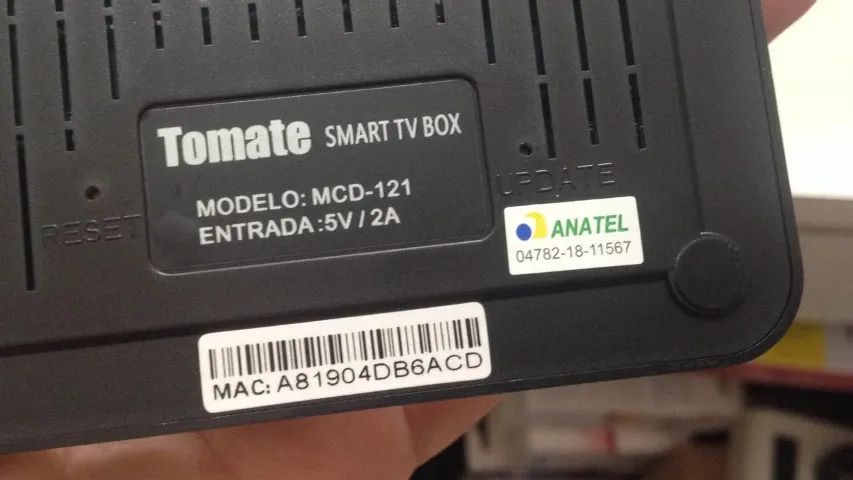 Tomate SMART TV BOX
MODELO: MCD-121
ENTRADA :5V / 2A
RESET
UPDATE
ANATEL
04782-18-11567
MAC: A81904DB6ACD